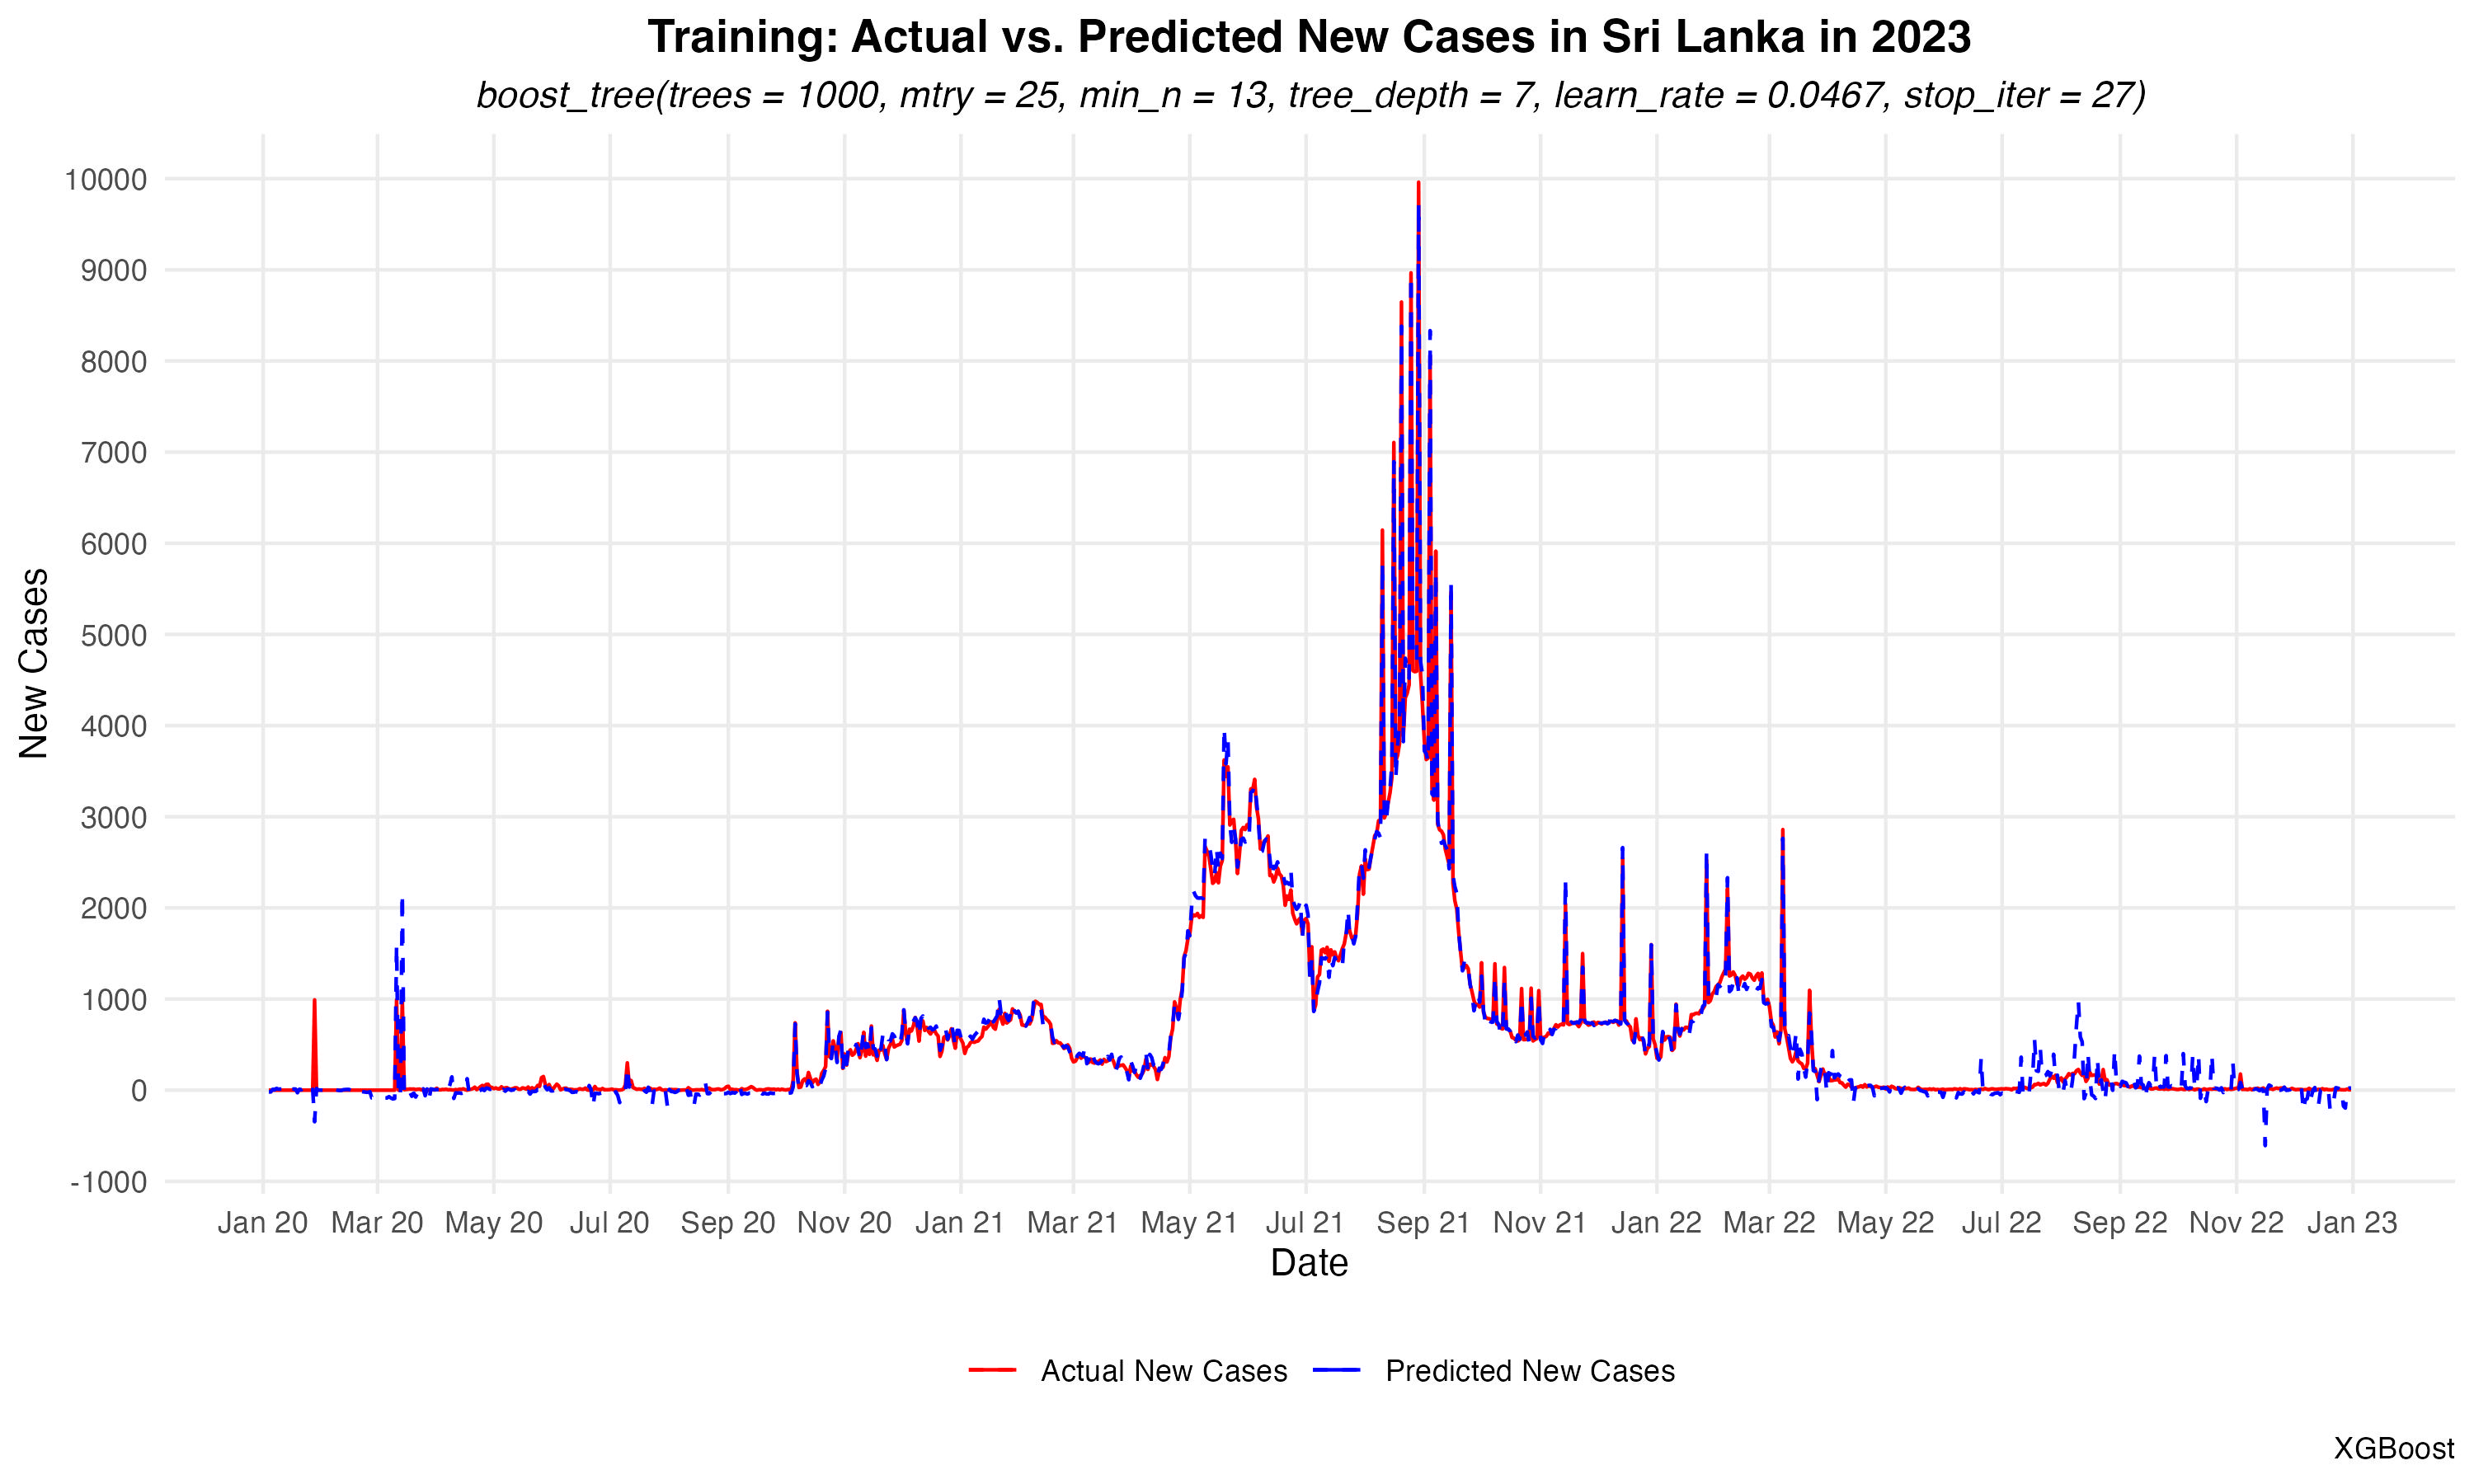 Training: Actual vs. Predicted New Cases in Sri Lanka in 2023
boost_tree(trees = 1000, mtry = 25, min_n = 13, tree_depth = 7, learn_rate = 0.0467, stop_iter = 27)
New Cases
10000
9000
8000
7000
6000
5000
4000
3000
2000
1000
0
-1000
Jan 20 Mar 20 May 20 Jul 20 Sep 20 Nov 20 Jan 21 Mar 21 May 21 Jul 21 Sep 21 Nov 21 Jan 22 Mar 22 May 22 Jul 22 Sep 22 Nov 22 Jan 23
Date
Actual New Cases Predicted New Cases
XGBoost